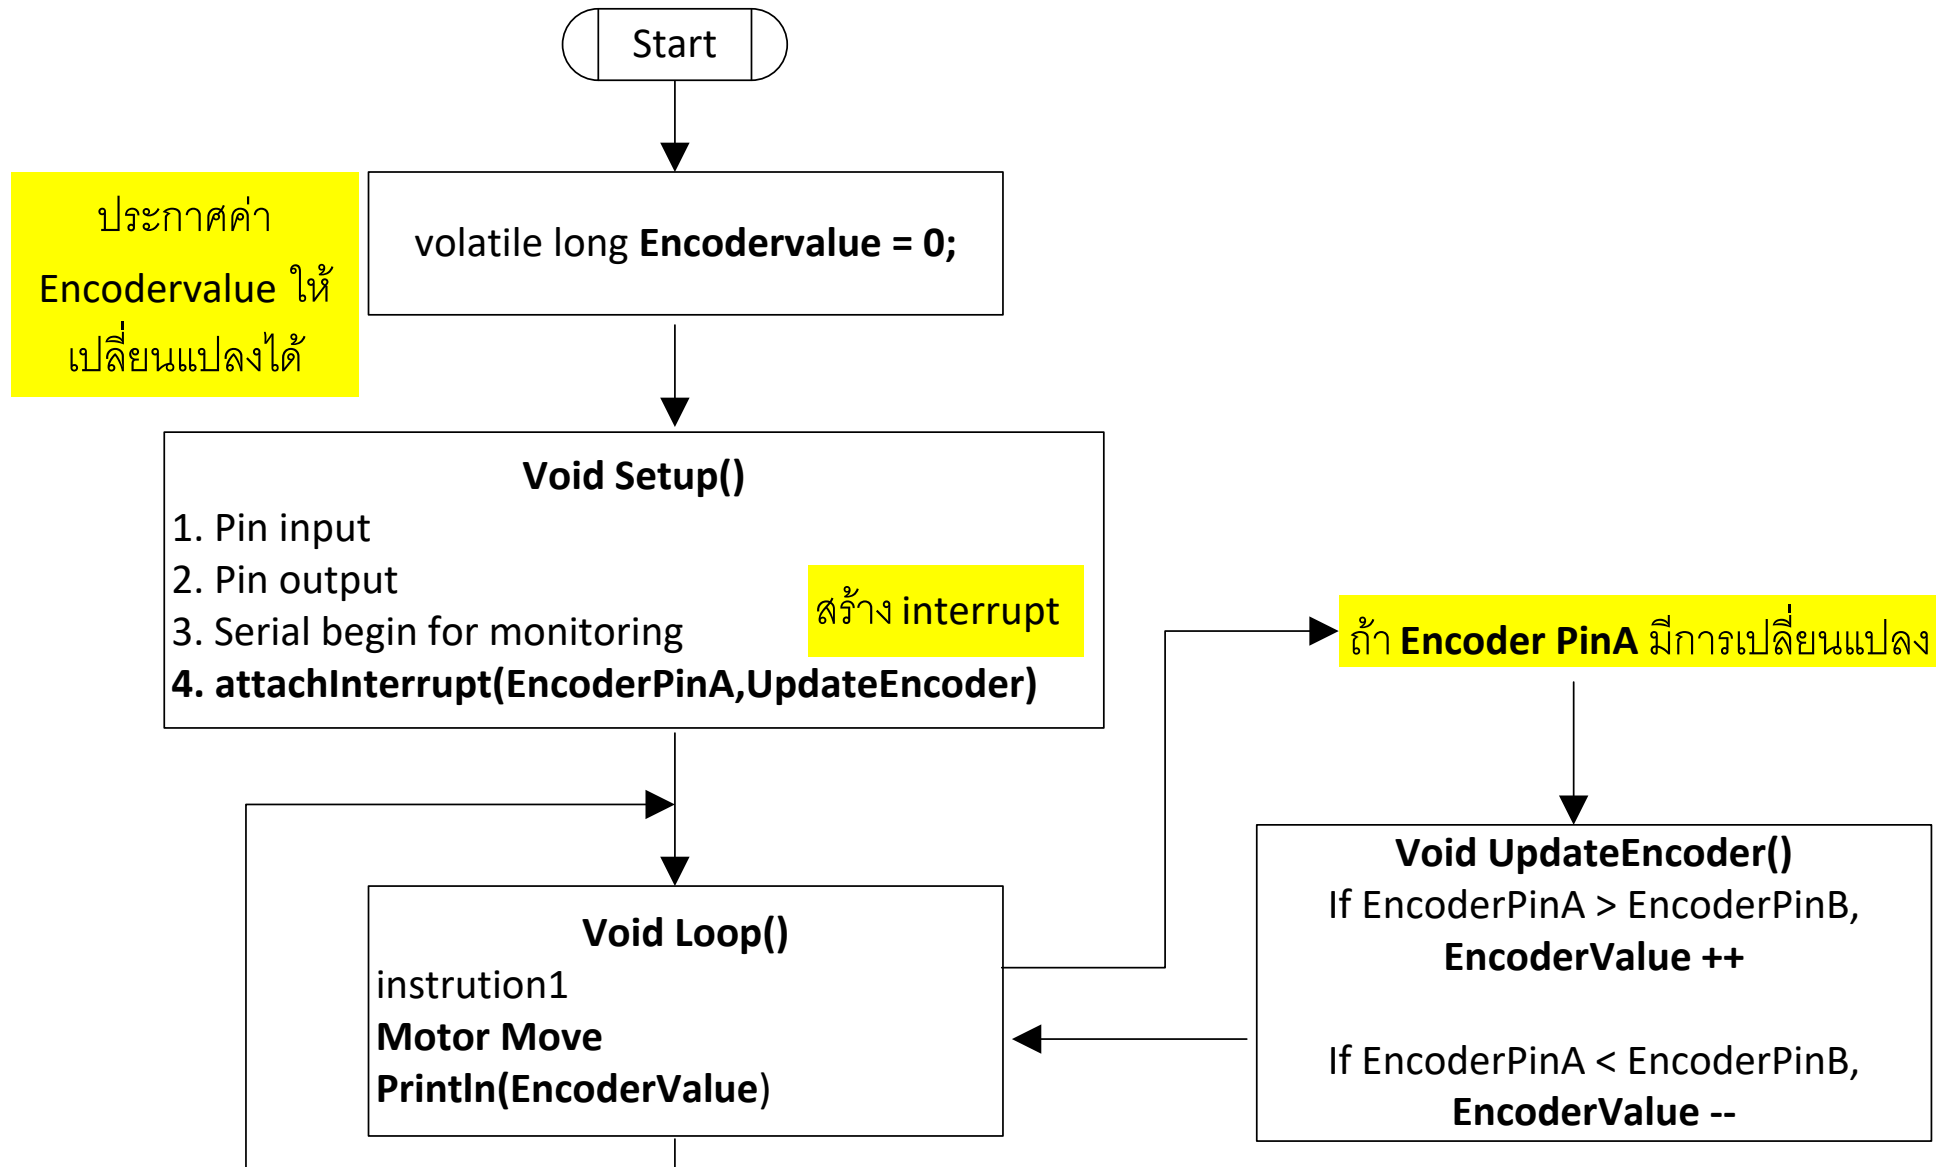 Start
ประกาศค่า
Encodervalue ให้
เปลี่ยนแปลงได้
volatile long Encodervalue = 0;
Void Setup()
1. Pin input
2. Pin output
3. Serial begin for monitoring
4. attachInterrupt(EncoderPinA,UpdateEncoder)
สร้าง interrupt
ถ้า Encoder PinA มีการเปลี่ยนแปลง
Void UpdateEncoder()
If EncoderPinA > EncoderPinB,
EncoderValue ++
If EncoderPinA < EncoderPinB,
EncoderValue --
Void Loop()
instrution1
Motor Move
Println(EncoderValue)